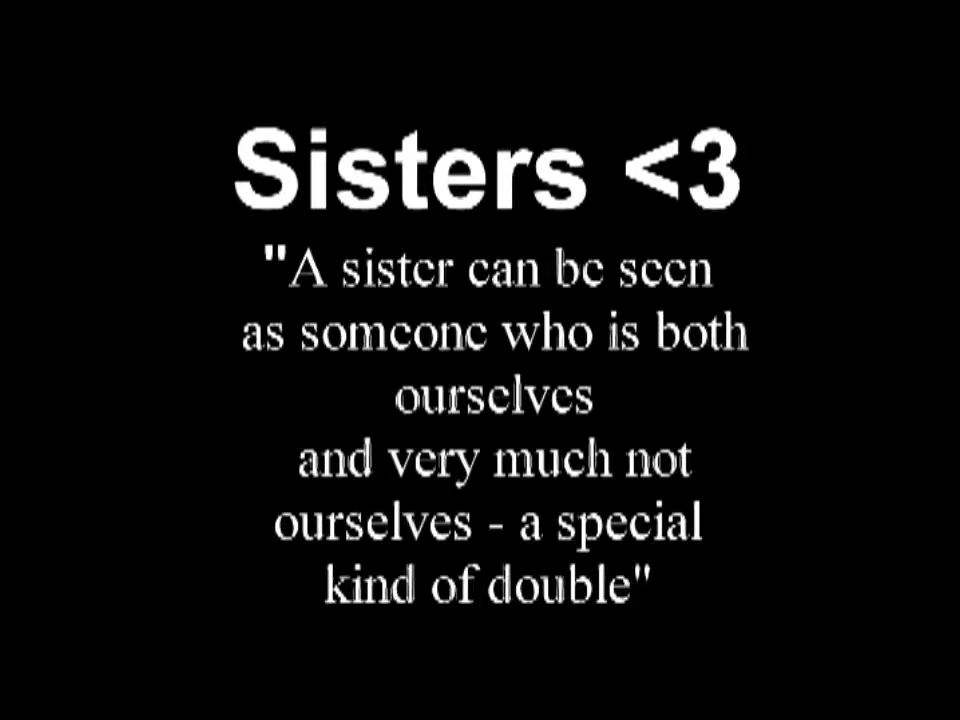 Sisters <3
"A sister can be seen
as someone who is both
ourselves
and very much not
ourselves - a special
kind of double"